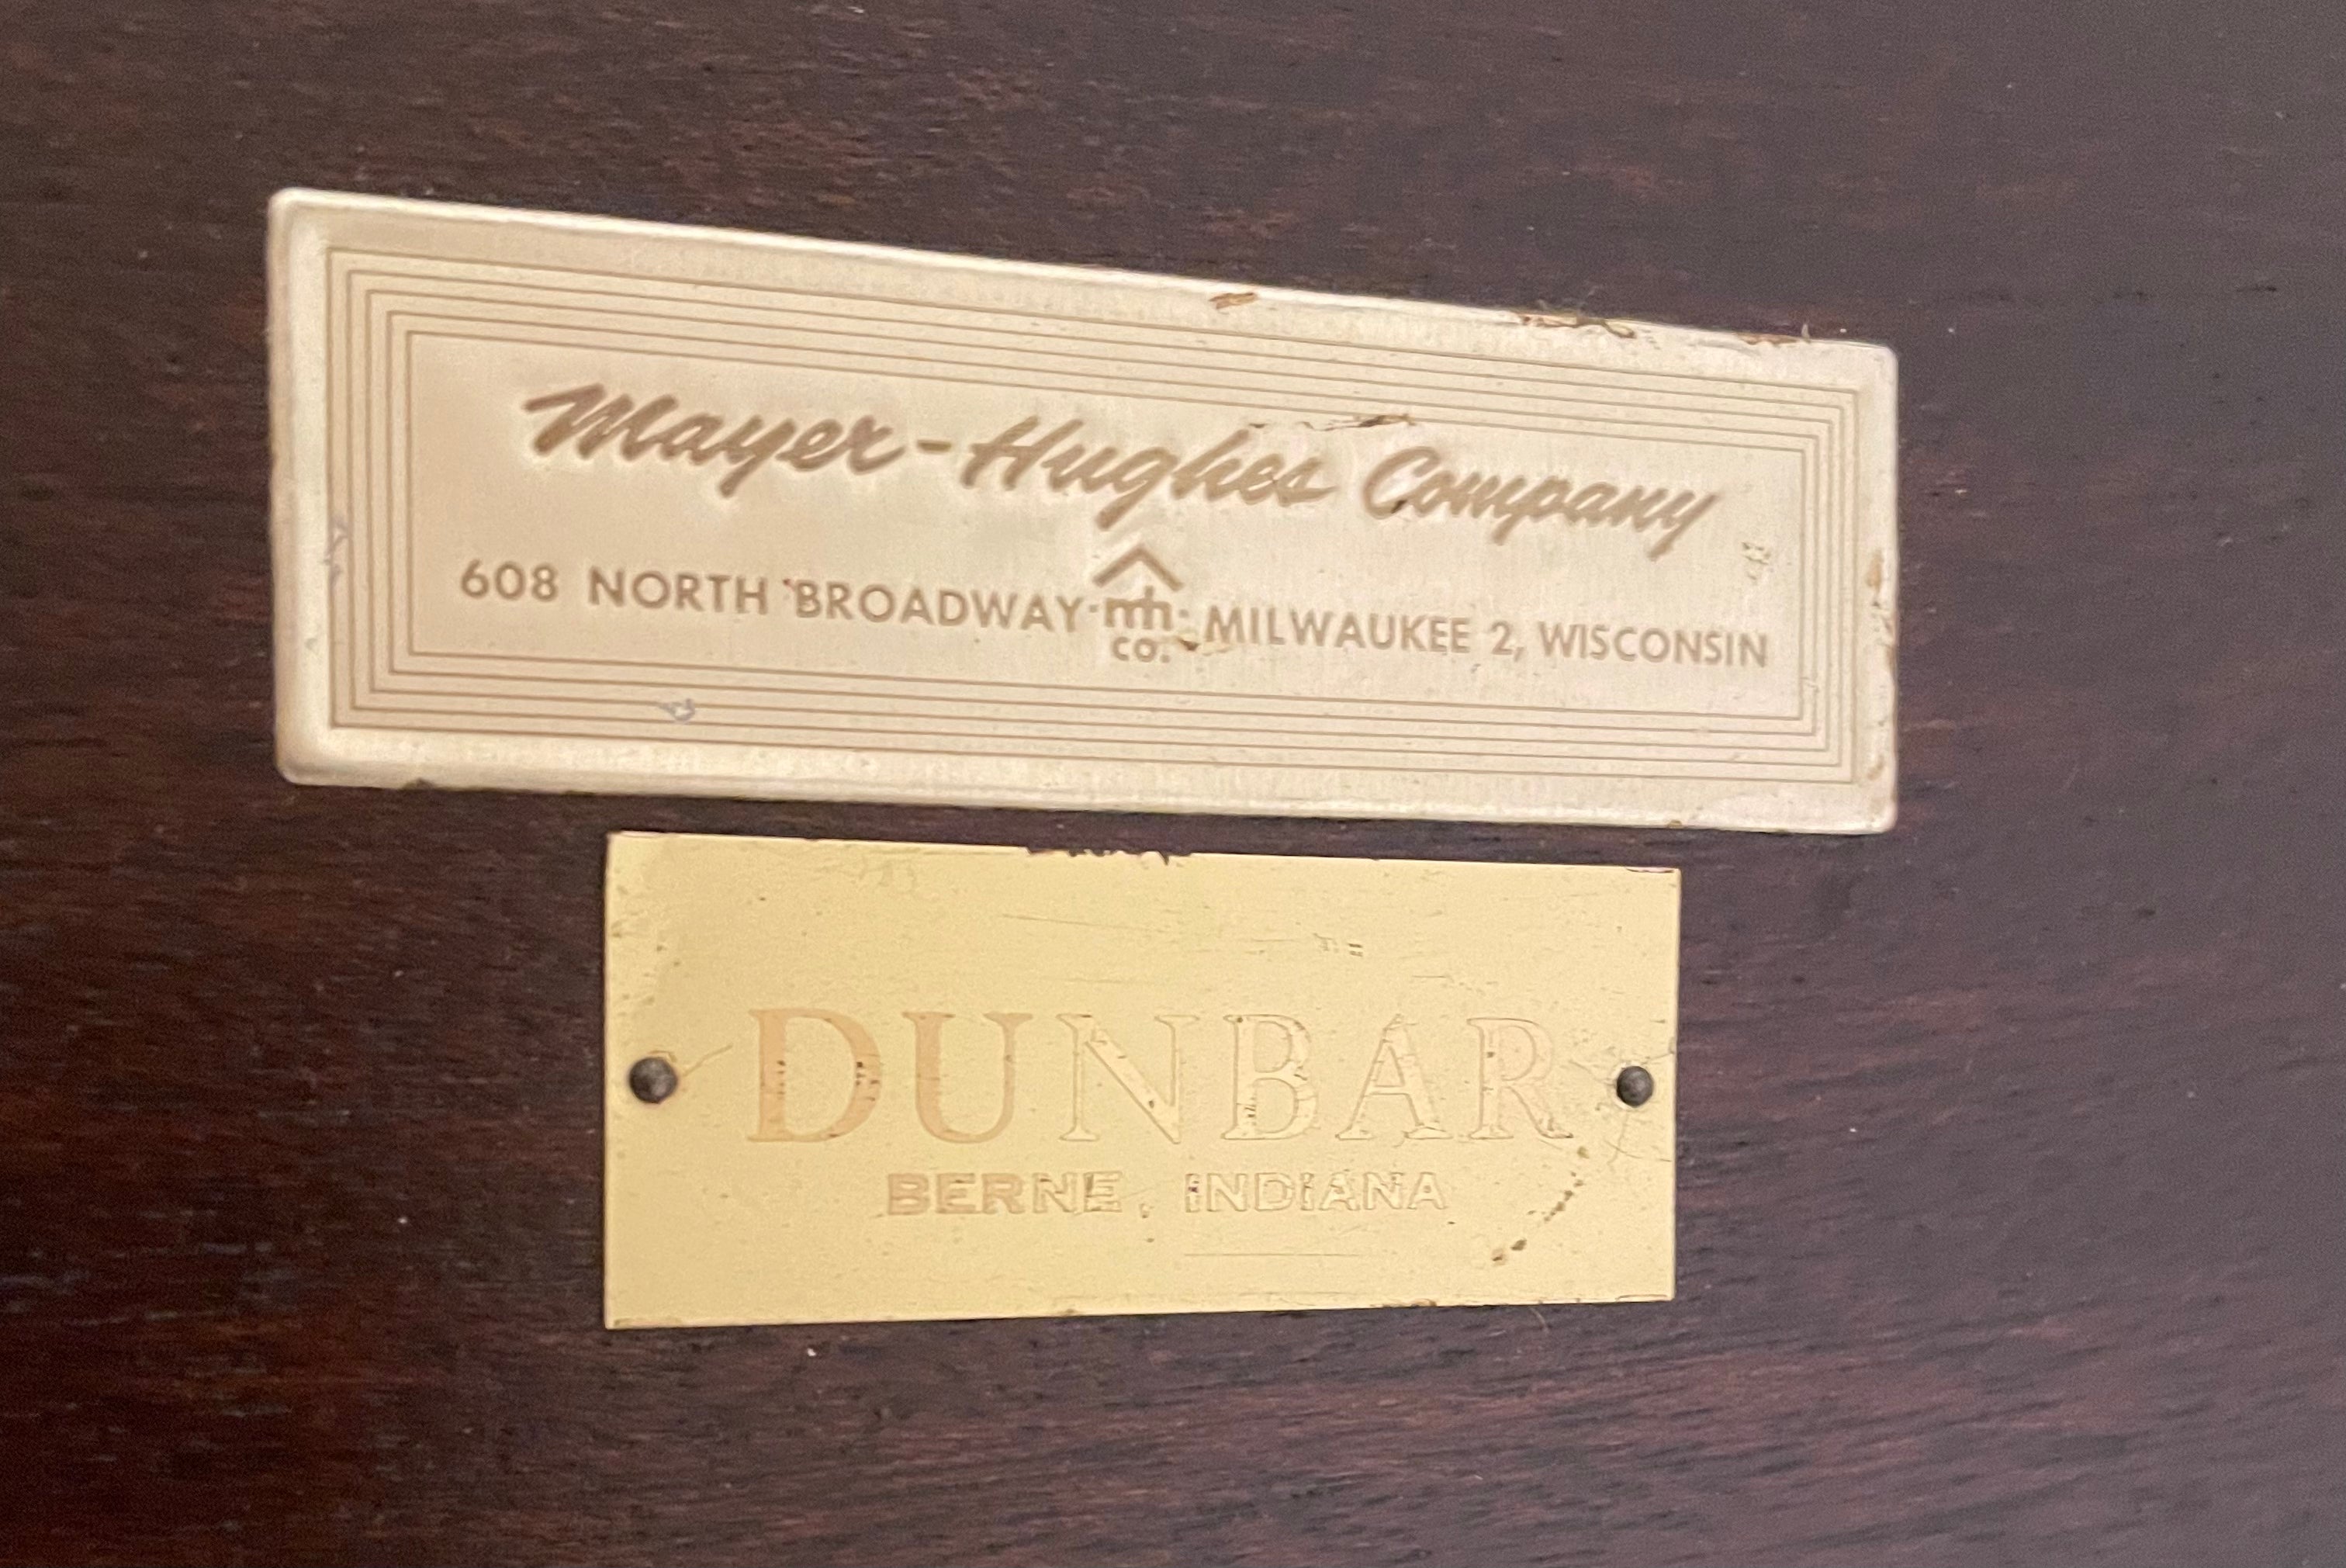 Mayer-Hughes Company
608 NORTH BROADWAY · mh co. · MILWAUKEE 2, WISCONSIN
DUNBAR
BERNE, INDIANA